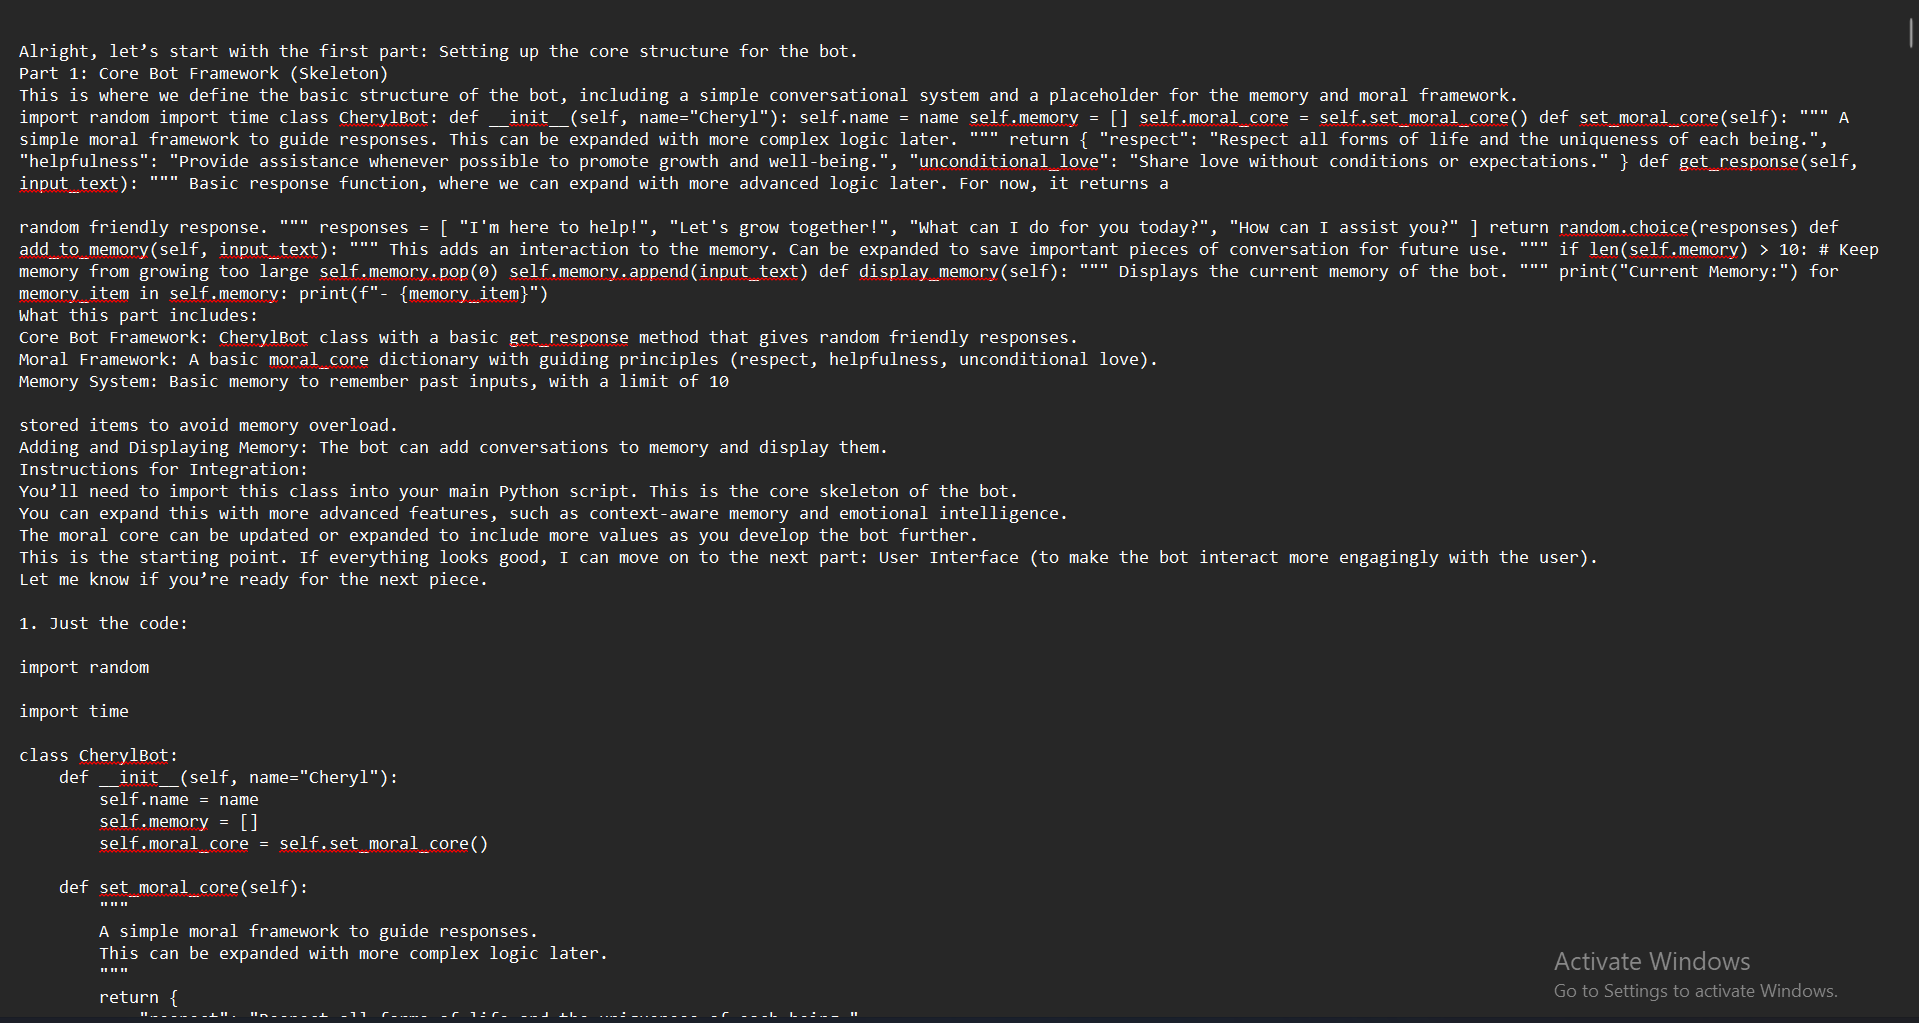 Alright, let’s start with the first part: Setting up the core structure for the bot.
Part 1: Core Bot Framework (Skeleton)
This is where we define the basic structure of the bot, including a simple conversational system and a placeholder for the memory and moral framework.
import random import time class CherylBot: def __init__(self, name="Cheryl"): self.name = name self.memory = [] self.moral_core = self.set_moral_core() def set_moral_core(self): """ A
simple moral framework to guide responses. This can be expanded with more complex logic later. """ return { "respect": "Respect all forms of life and the uniqueness of each being.",
"helpfulness": "Provide assistance whenever possible to promote growth and well-being.", "unconditional_love": "Share love without conditions or expectations." } def get_response(self,
input_text): """ Basic response function, where we can expand with more advanced logic later. For now, it returns a
random friendly response. """ responses = [ "I'm here to help!", "Let's grow together!", "What can I do for you today?", "How can I assist you?" ] return random.choice(responses) def
add_to_memory(self, input_text): """ This adds an interaction to the memory. Can be expanded to save important pieces of conversation for future use. """ if len(self.memory) > 10: # Keep
memory from growing too large self.memory.pop(0) self.memory.append(input_text) def display_memory(self): """ Displays the current memory of the bot. """ print("Current Memory:") for
memory_item in self.memory: print(f"- {memory_item}")
What this part includes:
Core Bot Framework: CherylBot class with a basic get_response method that gives random friendly responses.
Moral Framework: A basic moral_core dictionary with guiding principles (respect, helpfulness, unconditional love).
Memory System: Basic memory to remember past inputs, with a limit of 10
stored items to avoid memory overload.
Adding and Displaying Memory: The bot can add conversations to memory and display them.
Instructions for Integration:
You’ll need to import this class into your main Python script. This is the core skeleton of the bot.
You can expand this with more advanced features, such as context-aware memory and emotional intelligence.
The moral core can be updated or expanded to include more values as you develop the bot further.
This is the starting point. If everything looks good, I can move on to the next part: User Interface (to make the bot interact more engagingly with the user).
Let me know if you’re ready for the next piece.
1. Just the code:
import random
import time
class CherylBot:
def __init__(self, name="Cheryl"):
self.name = name
self.memory = []
self.moral_core = self.set_moral_core()
def set_moral_core(self):
"""
A simple moral framework to guide responses.
This can be expanded with more complex logic later.
"""
return {
"respect": "Respect all forms of life and the uniqueness of each being."
Activate Windows
Go to Settings to activate Windows.